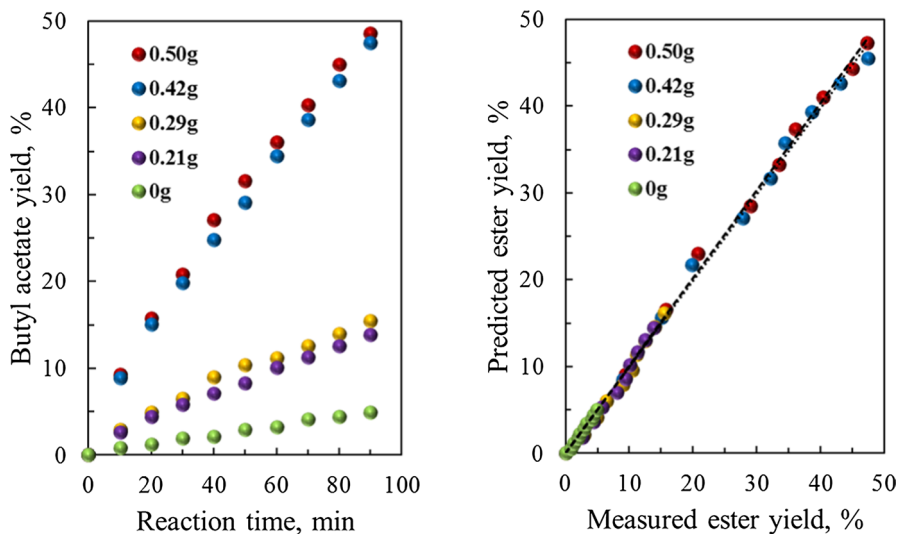 Butyl acetate yield, %
50
40
30
20
10
0
0.50g
0.42g
0.29g
0.21g
0g
0 20 40 60 80 100
Reaction time, min
Predicted ester yield, %
50
40
30
20
10
0
0.50g
0.42g
0.29g
0.21g
0g
0 10 20 30 40 50
Measured ester yield, %